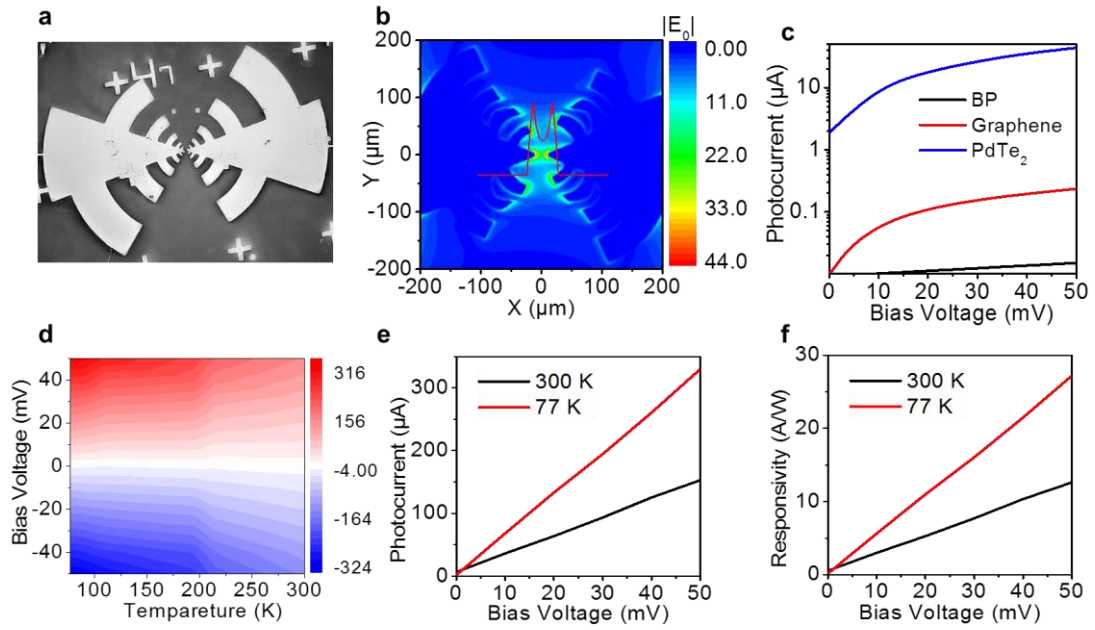 a
b
|E0|
c
200
100
0
-100
-200
Y (µm)
-200 -100 0 100 200
X (µm)
0.00
11.0
22.0
33.0
44.0
Photocurrent (µA)
10
1
0.1
BP
Graphene
PdTe2
0 10 20 30 40 50
Bias Voltage (mV)
d
e
f
Bias Voltage (mV)
40
20
0
-20
-40
100 150 200 250 300
Tempareture (K)
316
156
-4.00
-164
-324
Photocurrent (µA)
300
200
100
0
300 K
77 K
0 10 20 30 40 50
Bias Voltage (mV)
Responsivity (A/W)
30
20
10
0
300 K
77 K
0 10 20 30 40 50
Bias Voltage (mV)